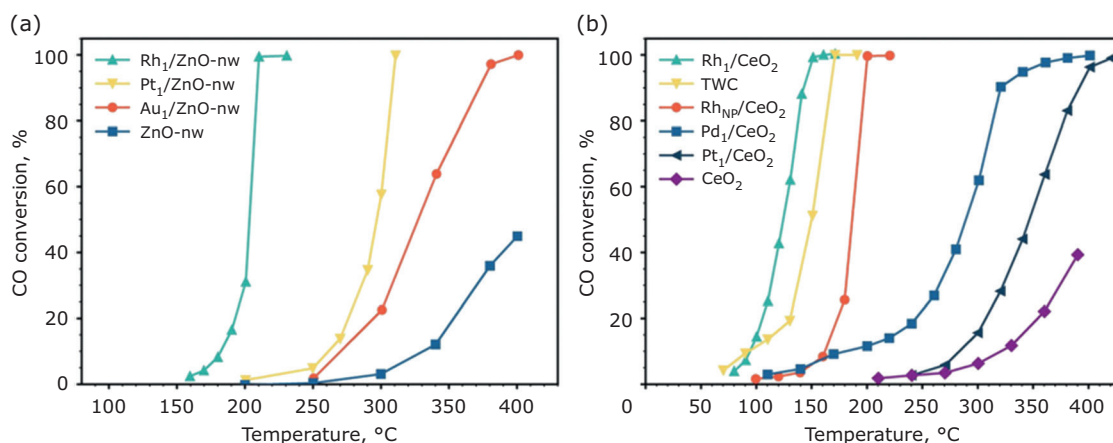 (a)
CO conversion, %
100
80
60
40
20
0
Rh1/ZnO-nw
Pt1/ZnO-nw
Au1/ZnO-nw
ZnO-nw
100 150 200 250 300 350 400
Temperature, °C
(b)
CO conversion, %
100
80
60
40
20
Rh1/CeO2
TWC
RhNP/CeO2
Pd1/CeO2
Pt1/CeO2
CeO2
0 50 100 150 200 250 300 350 400
Temperature, °C